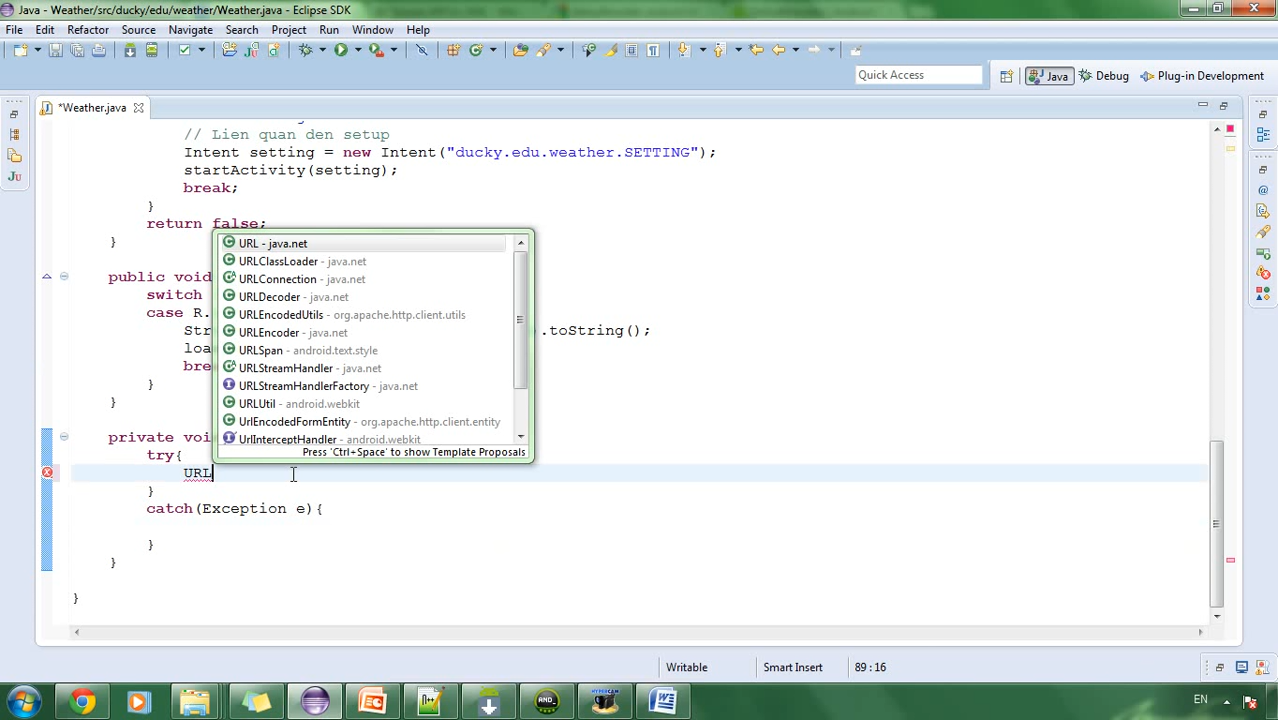 Java - Weather/src/ducky/edu/weather/Weather.java - Eclipse SDK
File Edit Refactor Source Navigate Search Project Run Window Help
Quick Access
Java
Debug
Plug-in Development
*Weather.java
// Lien quan den setup
Intent setting = new Intent("ducky.edu.weather.SETTING");
startActivity(setting);
break;
}
return false;
}
public void
switch
case R.
Str .toString();
loa
bre
}
}
private voi
try{
URL
}
catch(Exception e){
}
}
}
URL - java.net
URLClassLoader - java.net
URLConnection - java.net
URLDecoder - java.net
URLEncodedUtils - org.apache.http.client.utils
URLEncoder - java.net
URLSpan - android.text.style
URLStreamHandler - java.net
URLStreamHandlerFactory - java.net
URLUtil - android.webkit
UrlEncodedFormEntity - org.apache.http.client.entity
UrlInterceptHandler - android.webkit
Press 'Ctrl+Space' to show Template Proposals
Writable
Smart Insert
89 : 16
EN